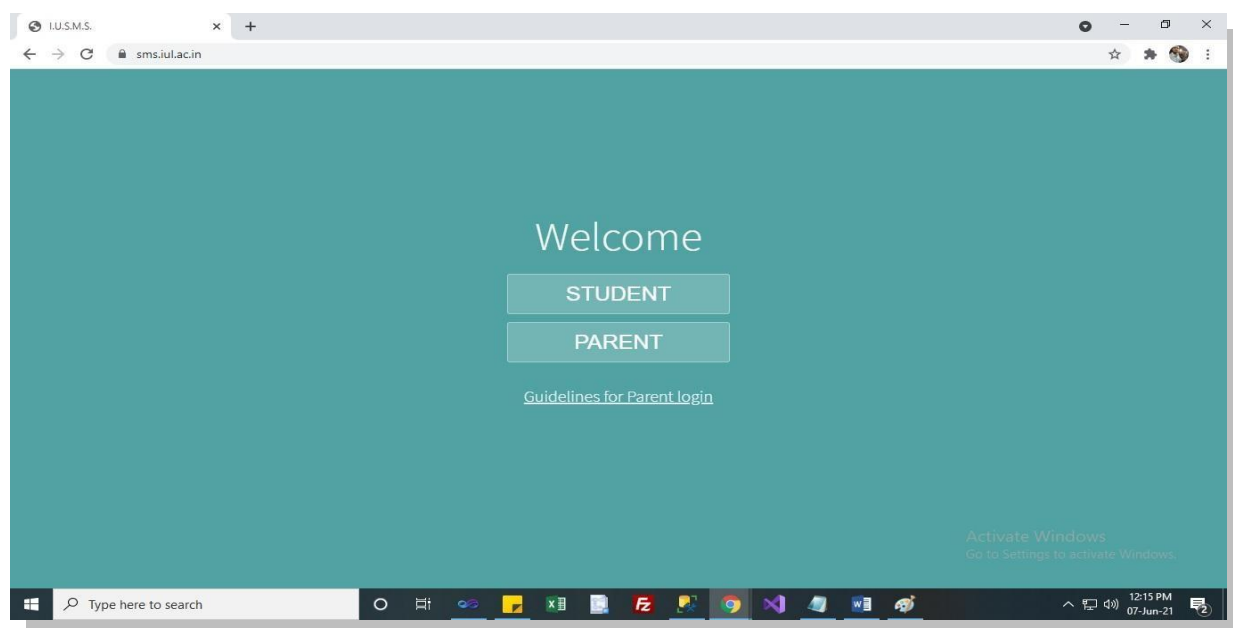 I.U.S.M.S.
sms.iul.ac.in
Welcome
STUDENT
PARENT
Guidelines for Parent login
Activate Windows
Go to Settings to activate Windows.
Type here to search
12:15 PM
07-Jun-21
2